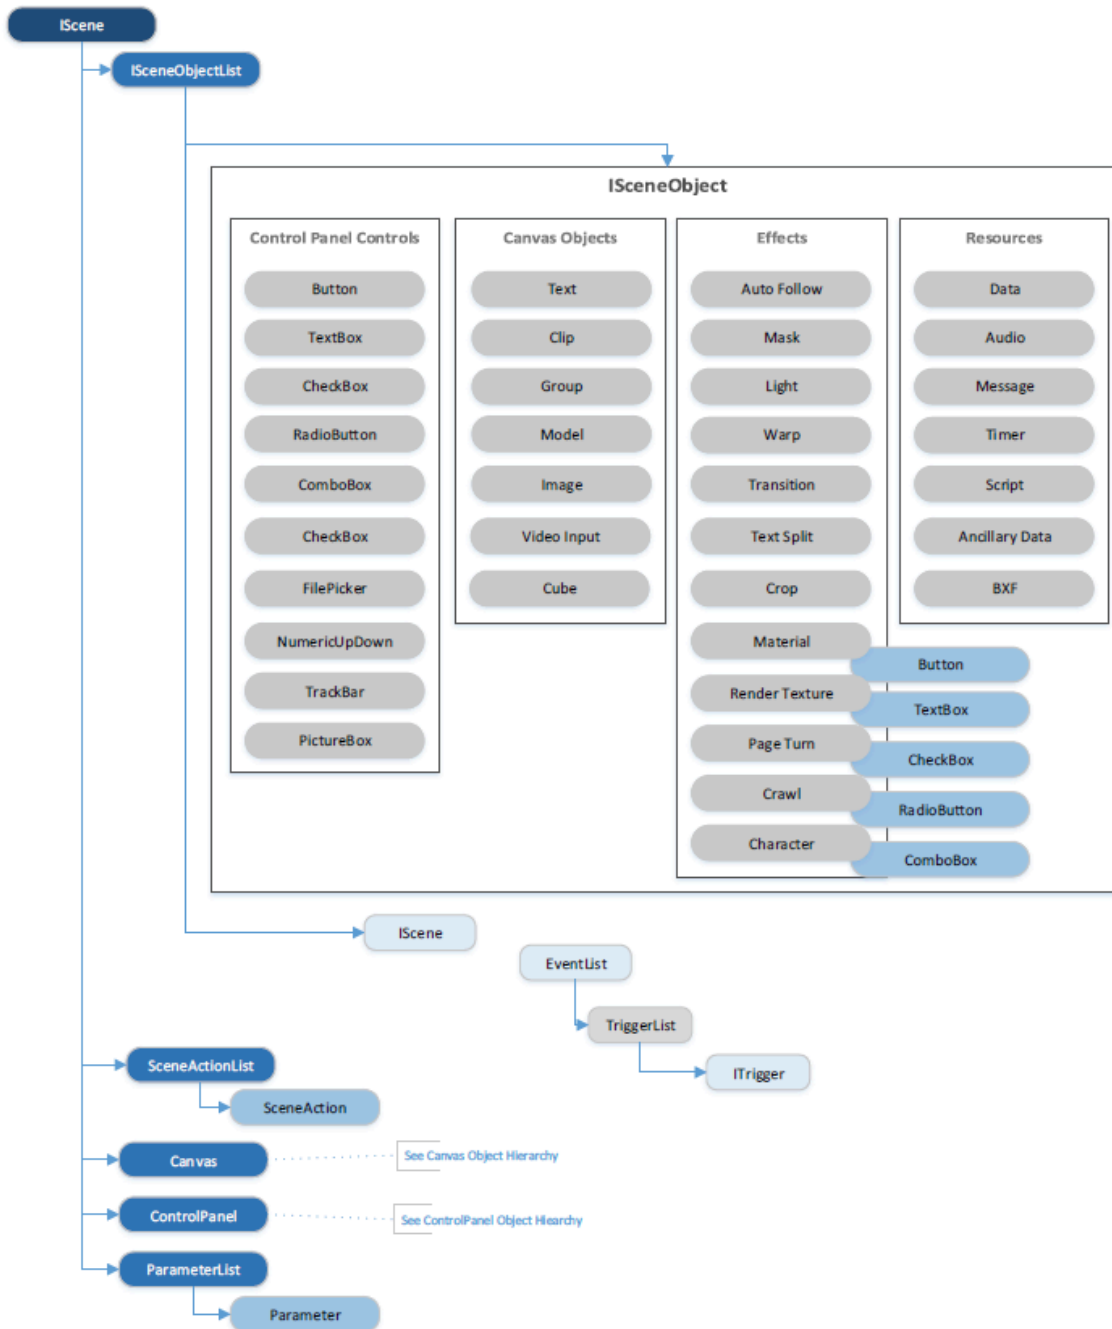 IScene
ISceneObjectList
ISceneObject
Control Panel Controls
Button
TextBox
CheckBox
RadioButton
ComboBox
CheckBox
FilePicker
NumericUpDown
TrackBar
PictureBox
Canvas Objects
Text
Clip
Group
Model
Image
Video Input
Cube
Effects
Auto Follow
Mask
Light
Warp
Transition
Text Split
Crop
Material
Render Texture
Page Turn
Crawl
Character
Resources
Data
Audio
Message
Timer
Script
Ancillary Data
BXF
Button
TextBox
CheckBox
RadioButton
ComboBox
IScene
EventList
TriggerList
ITrigger
SceneActionList
SceneAction
Canvas
See Canvas Object Hierarchy
ControlPanel
See ControlPanel Object Hiearchy
ParameterList
Parameter